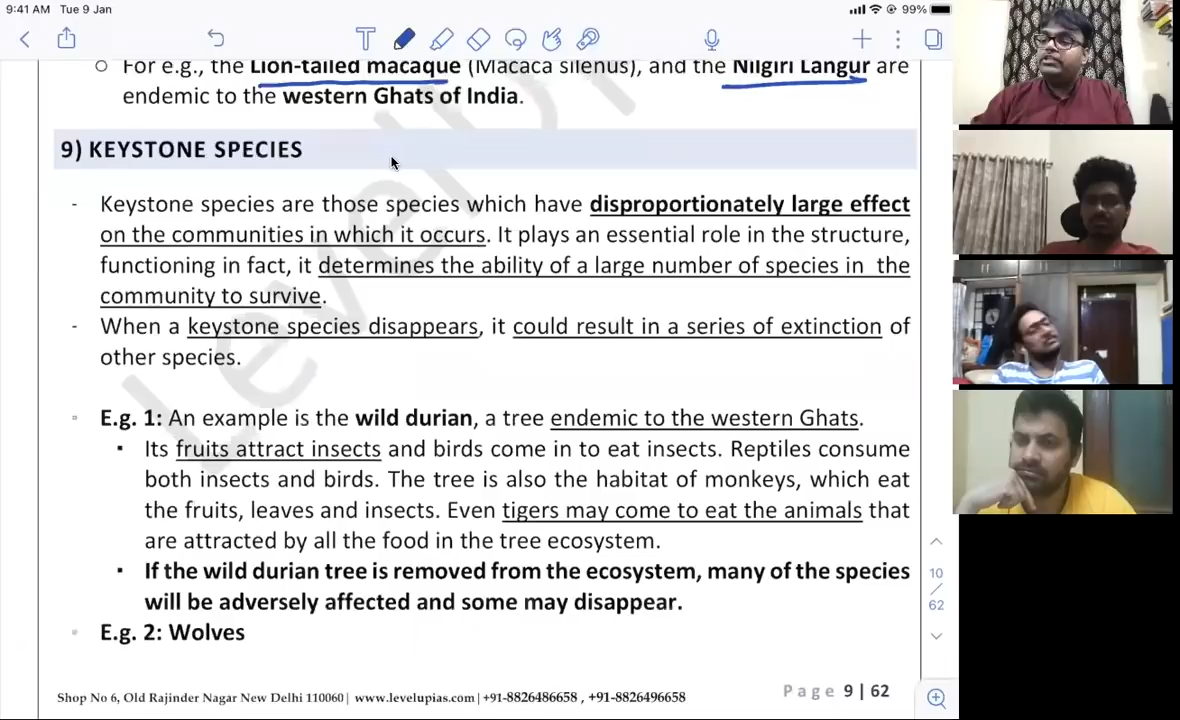 9:41 AM Tue 9 Jan
99%
For e.g., the Lion-tailed macaque (Macaca silenus), and the Nilgiri Langur are
endemic to the western Ghats of India.
9) KEYSTONE SPECIES
- Keystone species are those species which have disproportionately large effect
on the communities in which it occurs. It plays an essential role in the structure,
functioning in fact, it determines the ability of a large number of species in the
community to survive.
- When a keystone species disappears, it could result in a series of extinction of
other species.
E.g. 1: An example is the wild durian, a tree endemic to the western Ghats.
Its fruits attract insects and birds come in to eat insects. Reptiles consume
both insects and birds. The tree is also the habitat of monkeys, which eat
the fruits, leaves and insects. Even tigers may come to eat the animals that
are attracted by all the food in the tree ecosystem.
If the wild durian tree is removed from the ecosystem, many of the species
will be adversely affected and some may disappear.
E.g. 2: Wolves
10
/
62
Shop No 6, Old Rajinder Nagar New Delhi 110060| www.levelupias.com | +91-8826486658 , +91-8826496658
Page 9 | 62